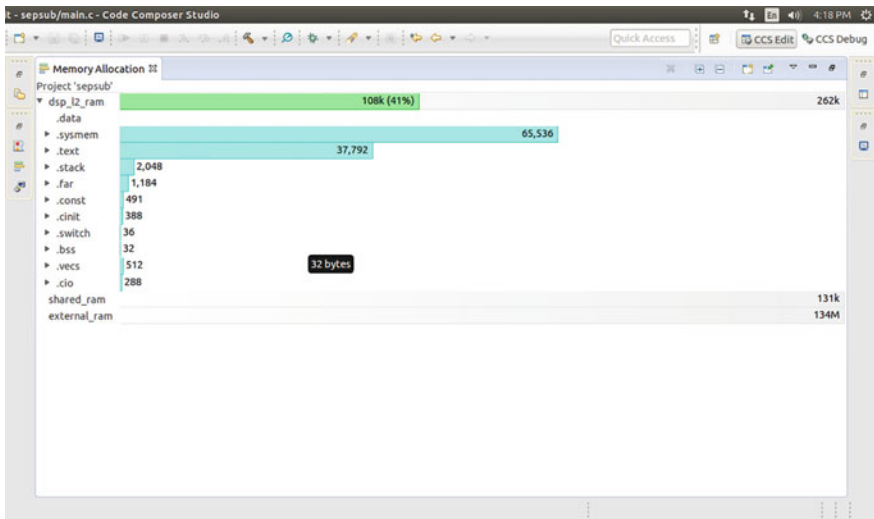 t - sepsub/main.c - Code Composer Studio
En 4:18 PM
Quick Access CCS Edit CCS Debug
Memory Allocation
Project 'sepsub'
dsp_l2_ram 108k (41%) 262k
.data
.sysmem 65,536
.text 37,792
.stack 2,048
.far 1,184
.const 491
.cinit 388
.switch 36
.bss 32
.vecs 512 32 bytes
.cio 288
shared_ram 131k
external_ram 134M